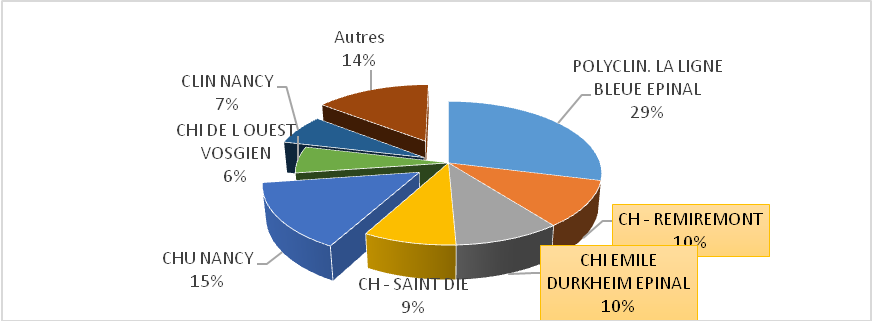 Autres
14%
POLYCLIN. LA LIGNE
BLEUE EPINAL
29%
CLIN NANCY
7%
CHI DE L OUEST
VOSGIEN
6%
CH - REMIREMONT
10%
CHI EMILE
DURKHEIM EPINAL
10%
CHU NANCY
15%
CH - SAINT DIE
9%